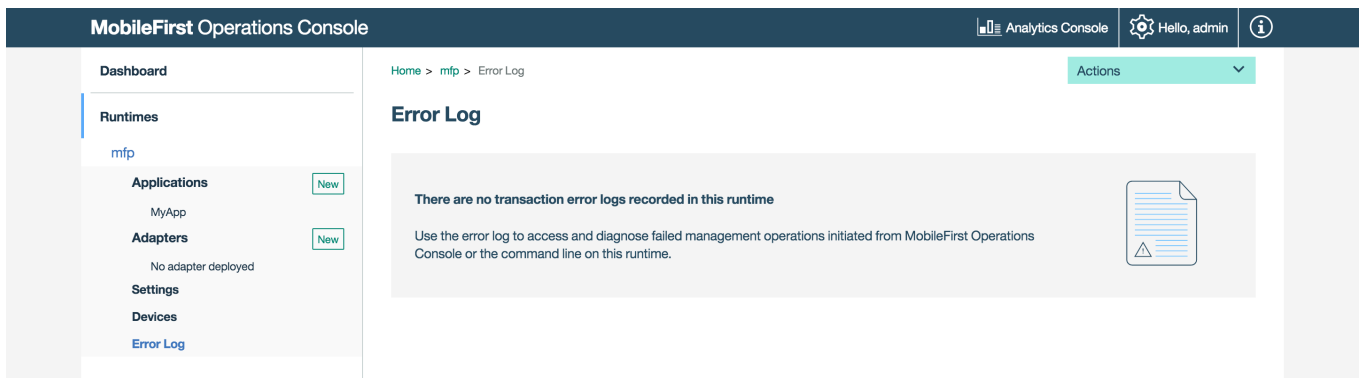 MobileFirst Operations Console
Analytics Console
Hello, admin
Dashboard
Runtimes
mfp
Applications
New
MyApp
Adapters
New
No adapter deployed
Settings
Devices
Error Log
Home > mfp > Error Log
Actions
Error Log
There are no transaction error logs recorded in this runtime
Use the error log to access and diagnose failed management operations initiated from MobileFirst Operations
Console or the command line on this runtime.